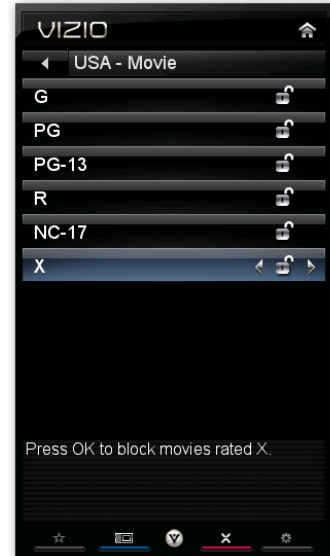 VIZIO
USA - Movie
G
PG
PG-13
R
NC-17
X
Press OK to block movies rated X.